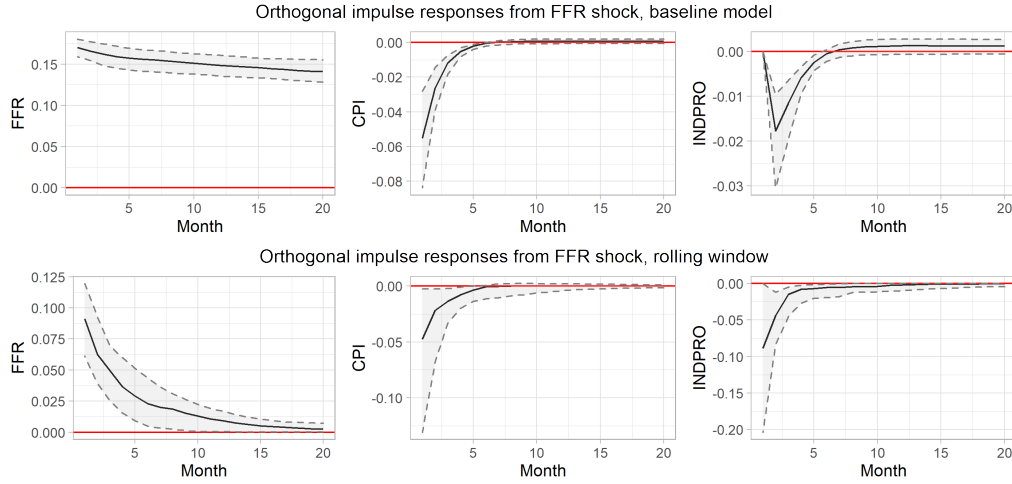 Orthogonal impulse responses from FFR shock, baseline model
FFR
0.15
0.10
0.05
0.00
5 10 15 20
Month
CPI
0.00
-0.02
-0.04
-0.06
-0.08
5 10 15 20
Month
INDPRO
0.00
-0.01
-0.02
-0.03
5 10 15 20
Month
Orthogonal impulse responses from FFR shock, rolling window
FFR
0.125
0.100
0.075
0.050
0.025
0.000
5 10 15 20
Month
CPI
0.00
-0.05
-0.10
5 10 15 20
Month
INDPRO
0.00
-0.05
-0.10
-0.15
-0.20
5 10 15 20
Month